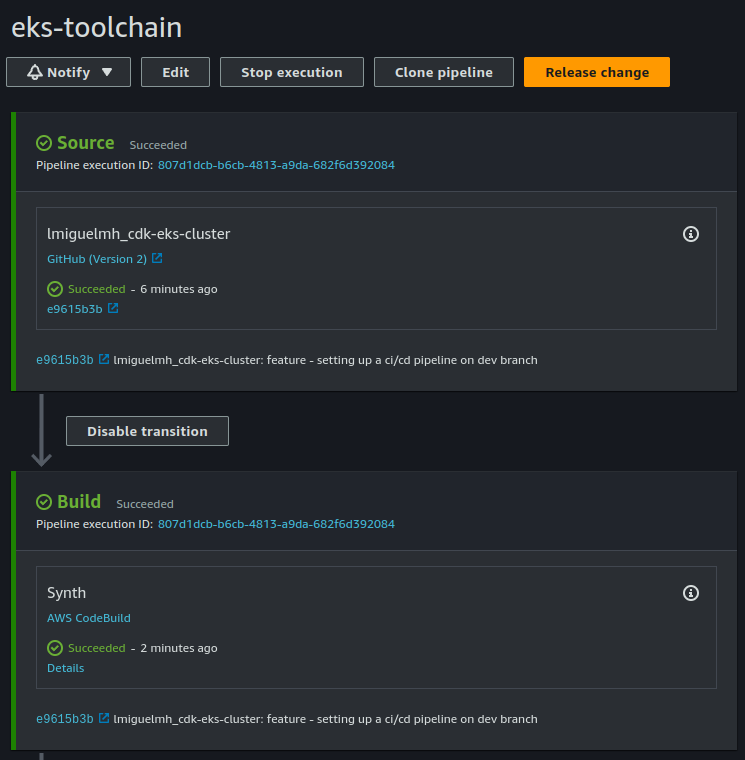 eks-toolchain
Notify
Edit
Stop execution
Clone pipeline
Release change
Source Succeeded
Pipeline execution ID: 807d1dcb-b6cb-4813-a9da-682f6d392084
lmiguelmh_cdk-eks-cluster
GitHub (Version 2)
Succeeded - 6 minutes ago
e9615b3b
e9615b3b lmiguelmh_cdk-eks-cluster: feature - setting up a ci/cd pipeline on dev branch
Disable transition
Build Succeeded
Pipeline execution ID: 807d1dcb-b6cb-4813-a9da-682f6d392084
Synth
AWS CodeBuild
Succeeded - 2 minutes ago
Details
e9615b3b lmiguelmh_cdk-eks-cluster: feature - setting up a ci/cd pipeline on dev branch